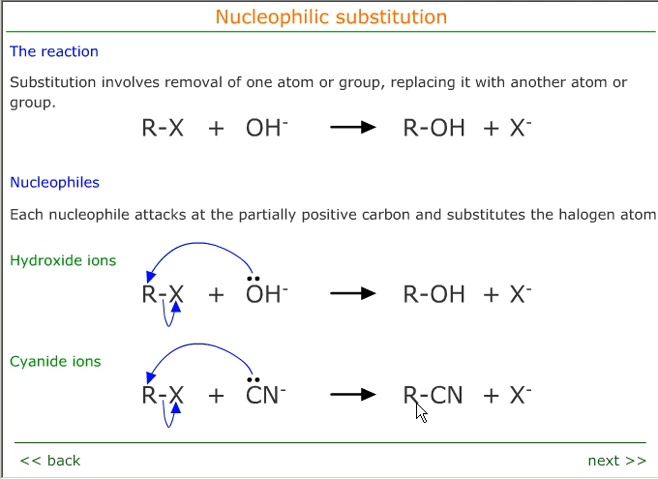 Nucleophilic substitution
The reaction
Substitution involves removal of one atom or group, replacing it with another atom or
group.
R-X + OH⁻ → R-OH + X⁻
Nucleophiles
Each nucleophile attacks at the partially positive carbon and substitutes the halogen atom
Hydroxide ions
R-X + OH⁻ → R-OH + X⁻
Cyanide ions
R-X + CN⁻ → R-CN + X⁻
<< back next >>